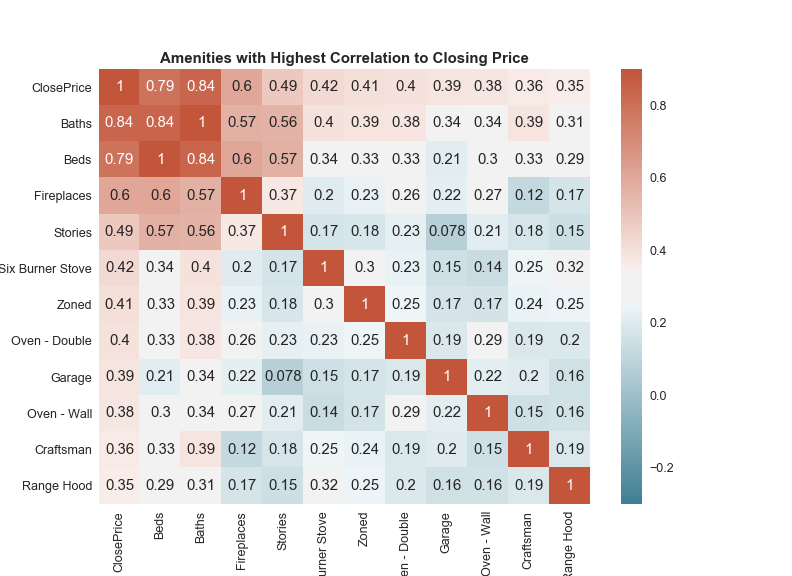 Amenities with Highest Correlation to Closing Price
ClosePrice 1 0.79 0.84 0.6 0.49 0.42 0.41 0.4 0.39 0.38 0.36 0.35
Baths 0.84 0.84 1 0.57 0.56 0.4 0.39 0.38 0.34 0.34 0.39 0.31
Beds 0.79 1 0.84 0.6 0.57 0.34 0.33 0.33 0.21 0.3 0.33 0.29
Fireplaces 0.6 0.6 0.57 1 0.37 0.2 0.23 0.26 0.22 0.27 0.12 0.17
Stories 0.49 0.57 0.56 0.37 1 0.17 0.18 0.23 0.078 0.21 0.18 0.15
Six Burner Stove 0.42 0.34 0.4 0.2 0.17 1 0.3 0.23 0.15 0.14 0.25 0.32
Zoned 0.41 0.33 0.39 0.23 0.18 0.3 1 0.25 0.17 0.17 0.24 0.25
Oven - Double 0.4 0.33 0.38 0.26 0.23 0.23 0.25 1 0.19 0.29 0.19 0.2
Garage 0.39 0.21 0.34 0.22 0.078 0.15 0.17 0.19 1 0.22 0.2 0.16
Oven - Wall 0.38 0.3 0.34 0.27 0.21 0.14 0.17 0.29 0.22 1 0.15 0.16
Craftsman 0.36 0.33 0.39 0.12 0.18 0.25 0.24 0.19 0.2 0.15 1 0.19
Range Hood 0.35 0.29 0.31 0.17 0.15 0.32 0.25 0.2 0.16 0.16 0.19 1
ClosePrice
Beds
Baths
Fireplaces
Stories
urner Stove
Zoned
en - Double
Garage
Oven - Wall
Craftsman
Range Hood
0.8
0.6
0.4
0.2
0.0
−0.2